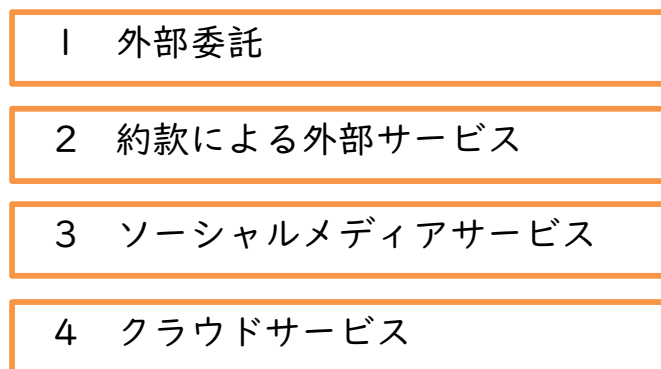 1　外部委託
2　約款による外部サービス
3　ソーシャルメディアサービス
4　クラウドサービス